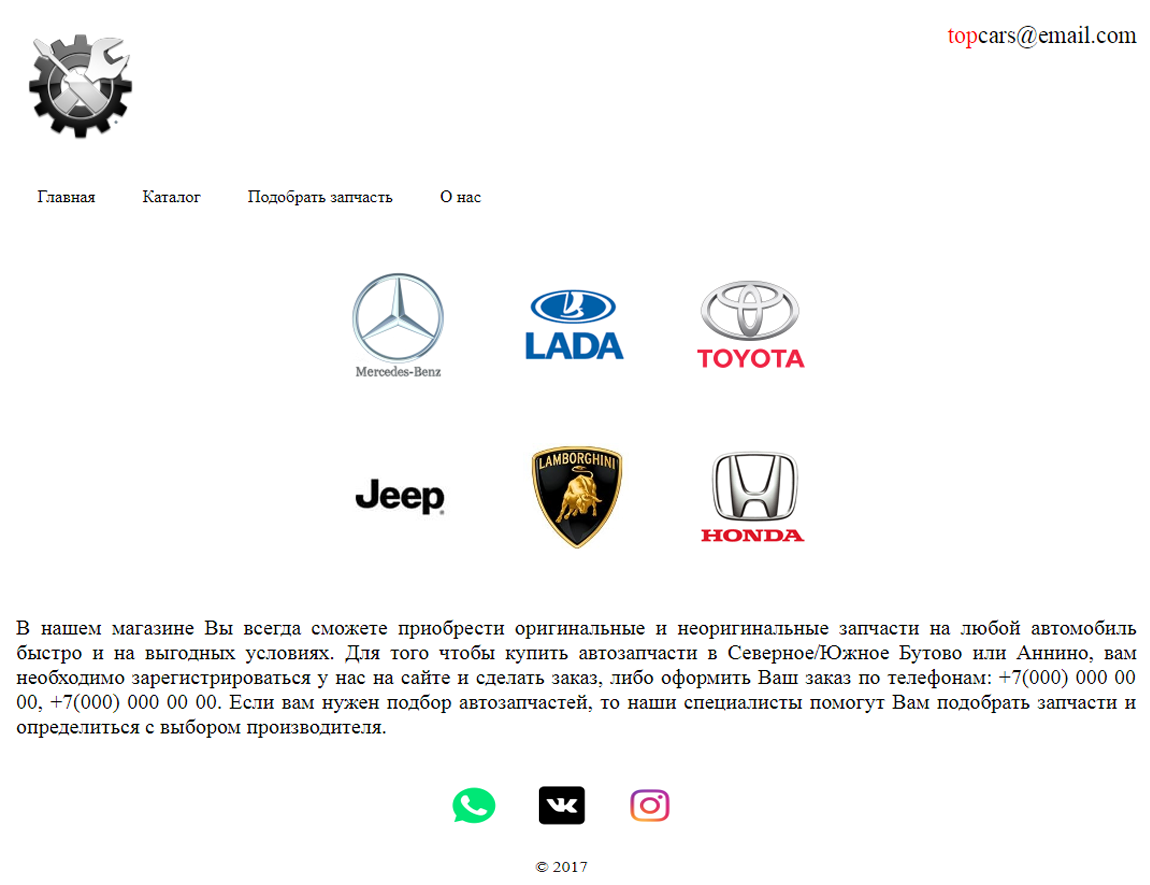 topcars@email.com
Главная Каталог Подобрать запчасть О нас
Mercedes-Benz LADA TOYOTA
Jeep LAMBORGHINI HONDA
В нашем магазине Вы всегда сможете приобрести оригинальные и неоригинальные запчасти на любой автомобиль
быстро и на выгодных условиях. Для того чтобы купить автозапчасти в Северное/Южное Бутово или Аннино, вам
необходимо зарегистрироваться у нас на сайте и сделать заказ, либо оформить Ваш заказ по телефонам: +7(000) 000 00
00, +7(000) 000 00 00. Если вам нужен подбор автозапчастей, то наши специалисты помогут Вам подобрать запчасти и
определиться с выбором производителя.
© 2017